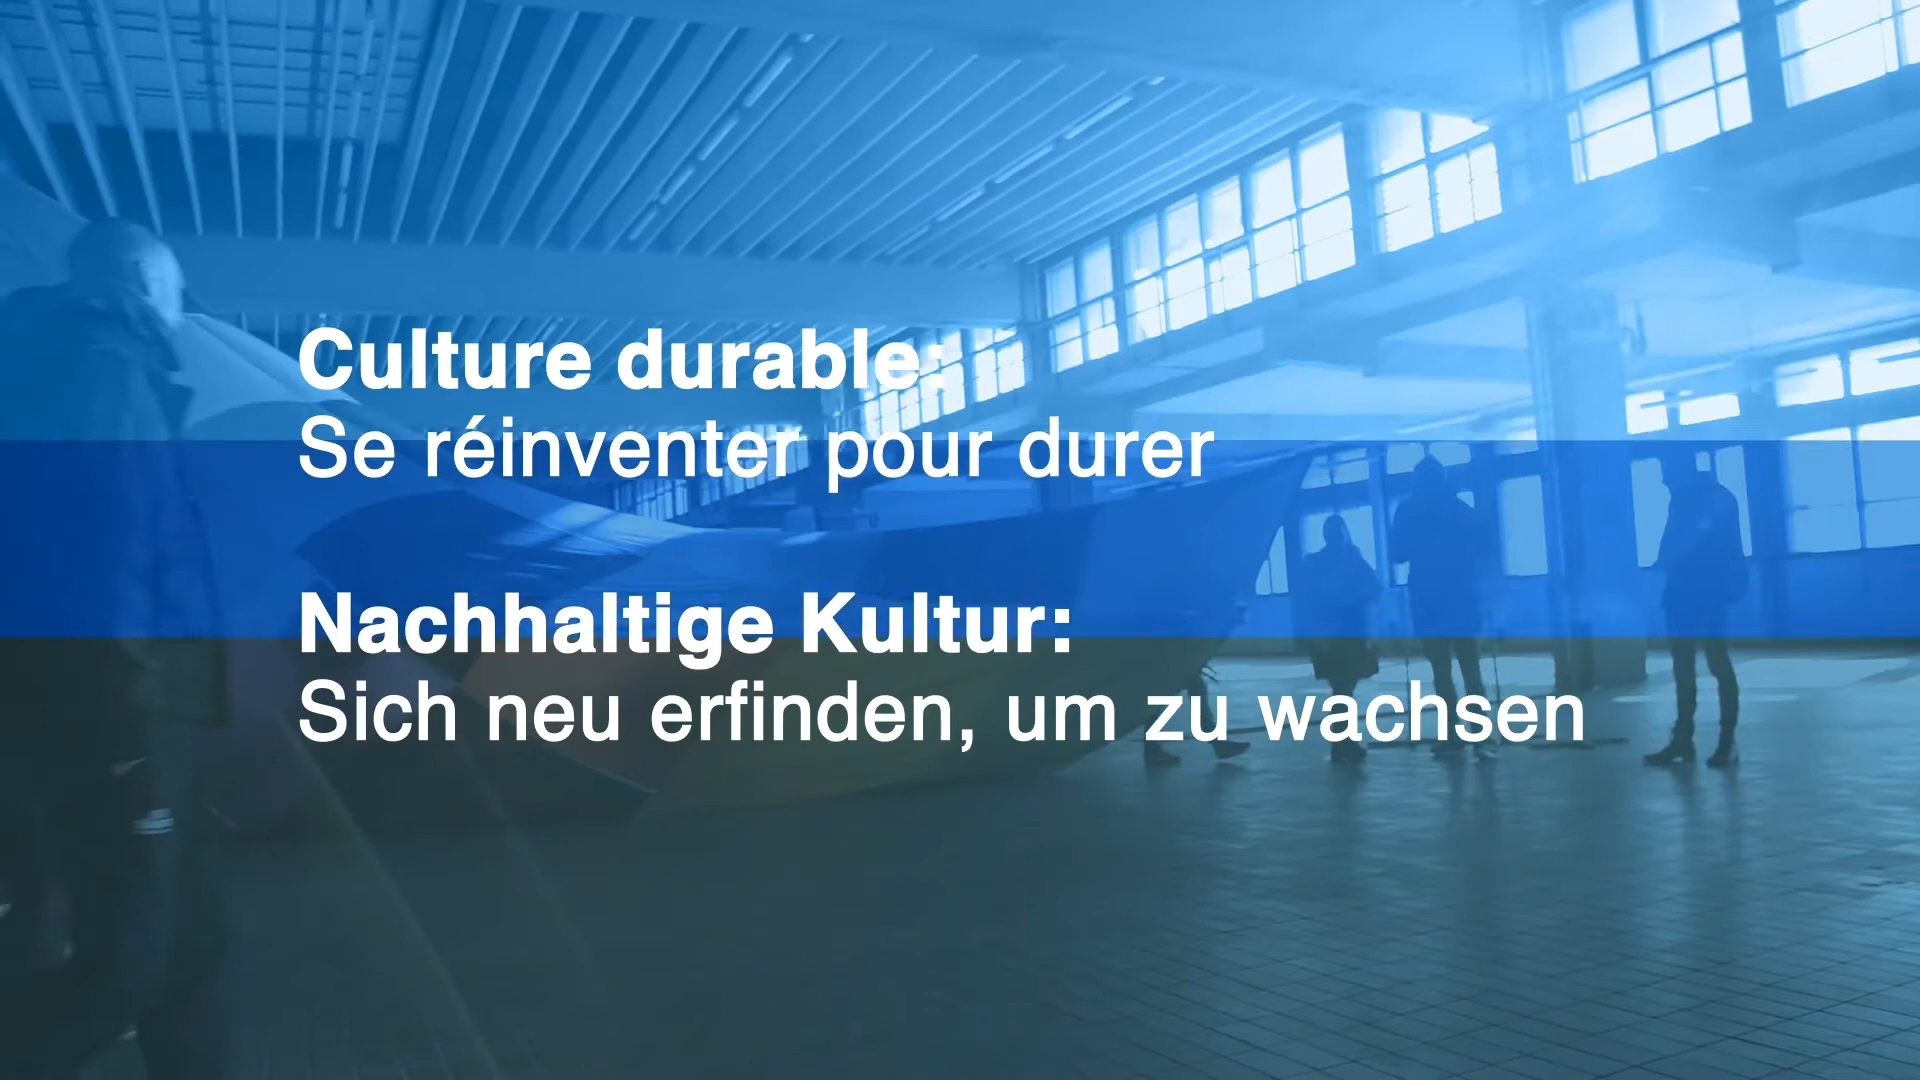 Culture durable:
Se réinventer pour durer
Nachhaltige Kultur:
Sich neu erfinden, um zu wachsen